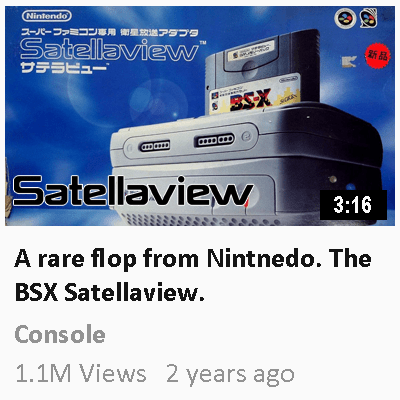 Nintendo
スーパーファミコン専用 衛星放送アダプタ
Satellaview™
サテラビュー
新品
BS-X
Satellaview
3:16
A rare flop from Nintnedo. The
BSX Satellaview.
Console
1.1M Views 2 years ago